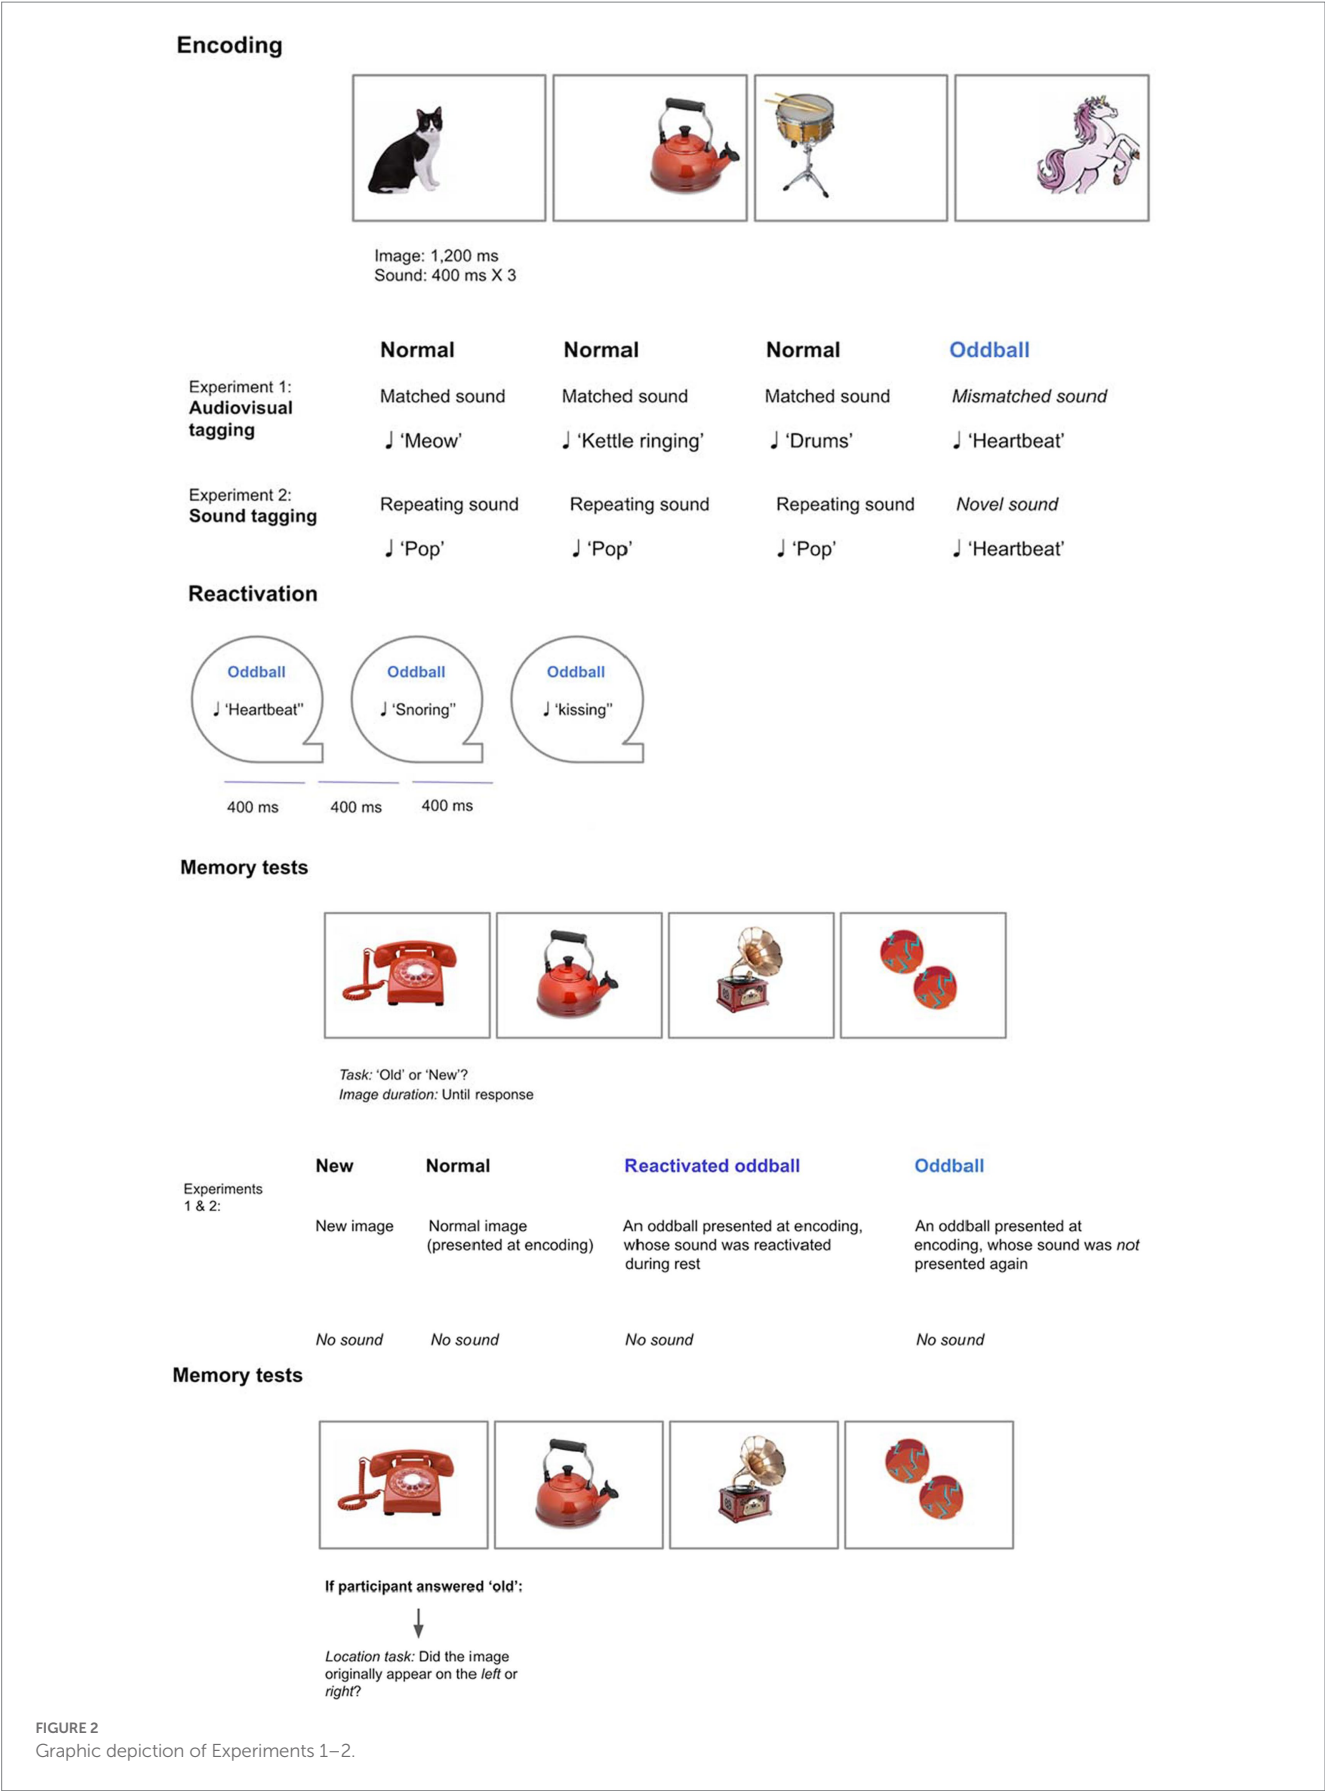 Encoding
Image: 1,200 ms
Sound: 400 ms X 3
Normal Normal Normal Oddball
Experiment 1:
Audiovisual
tagging
Matched sound Matched sound Matched sound Mismatched sound
♩ 'Meow' ♩ 'Kettle ringing' ♩ 'Drums' ♩ 'Heartbeat'
Experiment 2:
Sound tagging
Repeating sound Repeating sound Repeating sound Novel sound
♩ 'Pop' ♩ 'Pop' ♩ 'Pop' ♩ 'Heartbeat'
Reactivation
Oddball Oddball Oddball
♩ 'Heartbeat" ♩ 'Snoring" ♩ 'kissing"
400 ms 400 ms 400 ms
Memory tests
Task: 'Old' or 'New'?
Image duration: Until response
New Normal Reactivated oddball Oddball
Experiments
1 & 2:
New image
Normal image
(presented at encoding)
An oddball presented at encoding,
whose sound was reactivated
during rest
An oddball presented at
encoding, whose sound was not
presented again
No sound No sound No sound No sound
Memory tests
If participant answered 'old':
Location task: Did the image
originally appear on the left or
right?
FIGURE 2
Graphic depiction of Experiments 1–2.